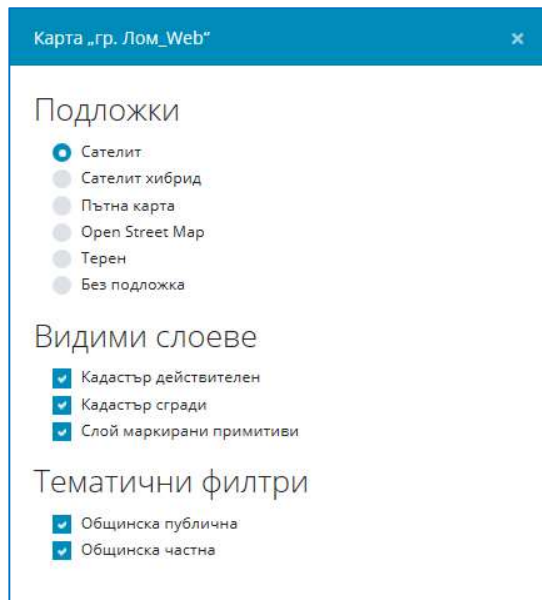 Карта „гр. Лом_Web“
Подложки
Сателит
Сателит хибрид
Пътна карта
Open Street Map
Терен
Без подложка
Видими слоеве
Кадастър действителен
Кадастър сгради
Слой маркирани примитиви
Тематични филтри
Общинска публична
Общинска частна